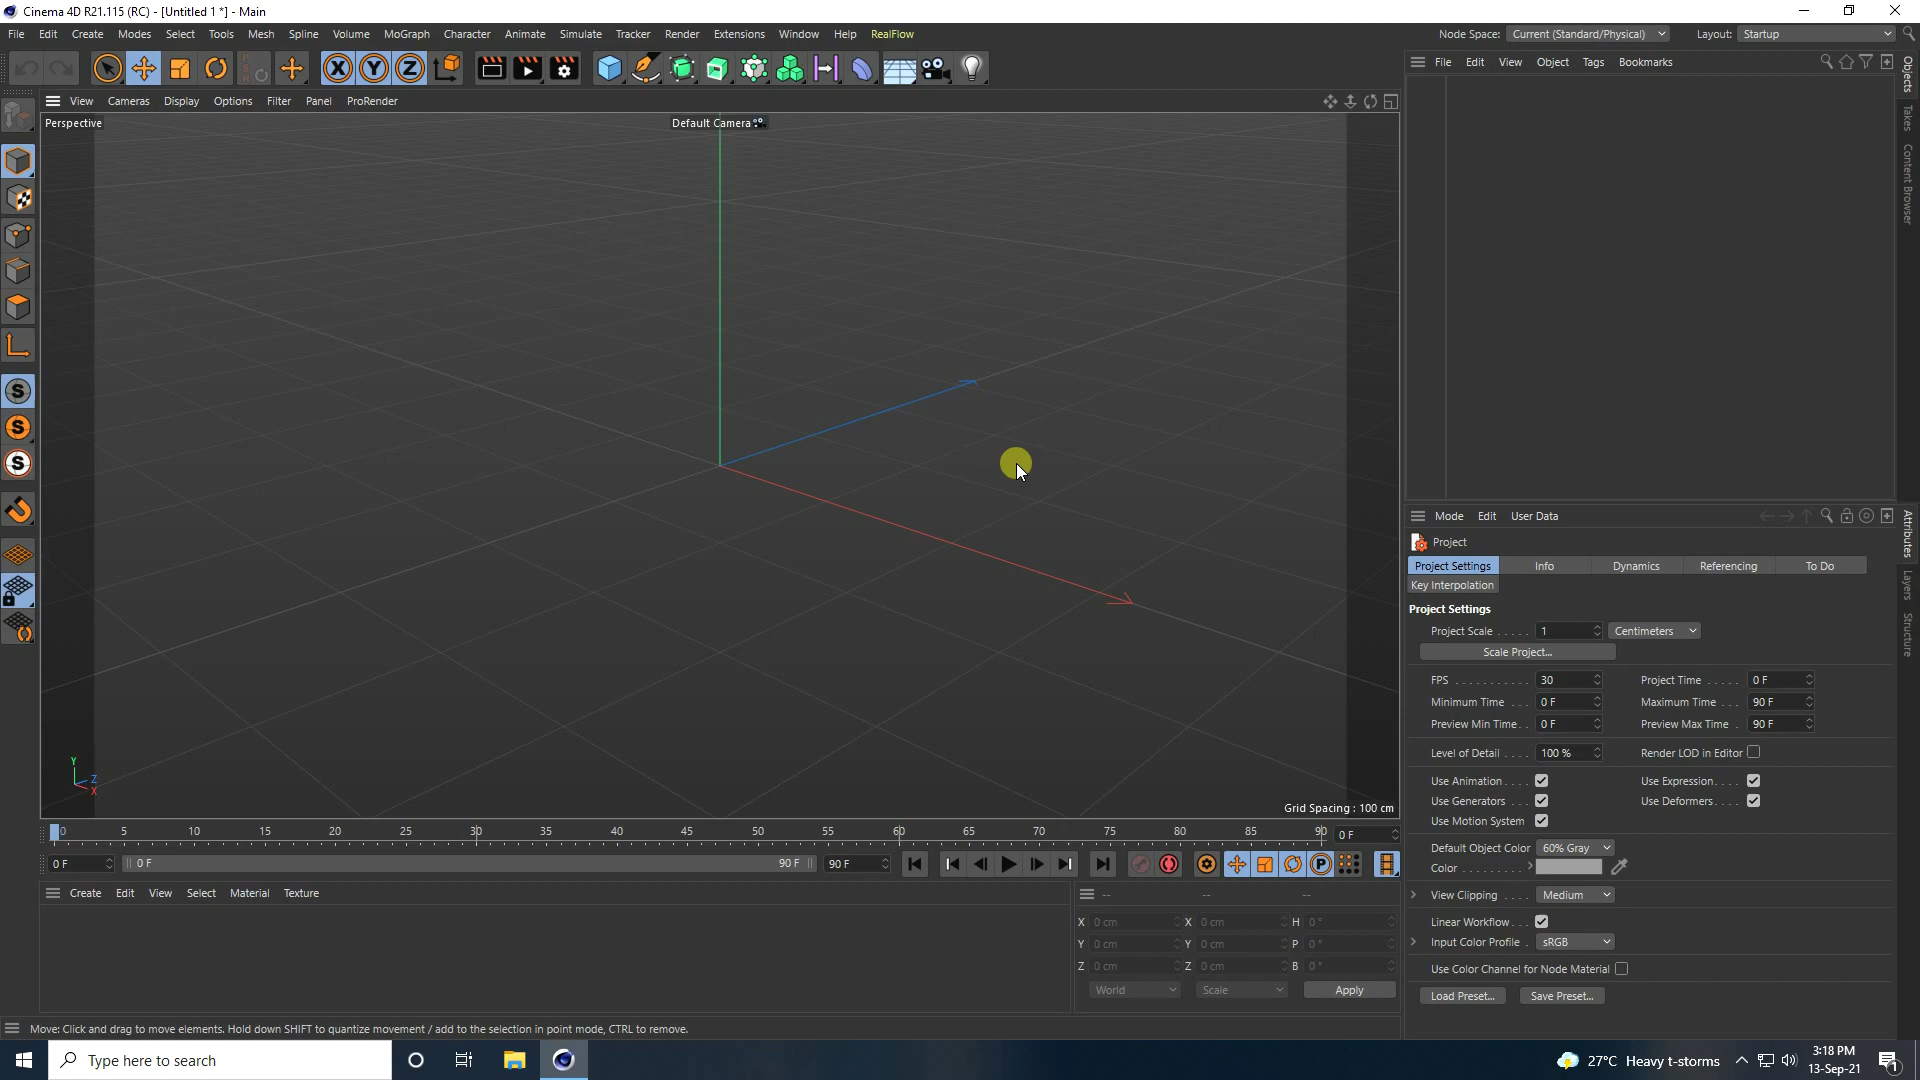 Cinema 4D R21.115 (RC) - [Untitled 1 *] - Main
File Edit Create Modes Select Tools Mesh Spline Volume MoGraph Character Animate Simulate Tracker Render Extensions Window Help RealFlow
Node Space: Current (Standard/Physical) Layout: Startup
View Cameras Display Options Filter Panel ProRender
Perspective
Default Camera
Y
Z
X
Grid Spacing : 100 cm
0 5 10 15 20 25 30 35 40 45 50 55 60 65 70 75 80 85 90 0 F
0 F 0 F 90 F 90 F
Create Edit View Select Material Texture
-- -- --
X 0 cm X 0 cm H 0 °
Y 0 cm Y 0 cm P 0 °
Z 0 cm Z 0 cm B 0 °
World Scale Apply
Move: Click and drag to move elements. Hold down SHIFT to quantize movement / add to the selection in point mode, CTRL to remove.
File Edit View Object Tags Bookmarks
Objects
Takes
Content Browser
Mode Edit User Data
Attributes
Layers
Structure
Project
Project Settings Info Dynamics Referencing To Do
Key Interpolation
Project Settings
Project Scale . . . . . 1 Centimeters
Scale Project...
FPS . . . . . . . . . . . 30 Project Time . . . . . 0 F
Minimum Time . . . 0 F Maximum Time . . . 90 F
Preview Min Time . . 0 F Preview Max Time . 90 F
Level of Detail . . . . 100 % Render LOD in Editor
Use Animation . . . . Use Expression . . . .
Use Generators . . . Use Deformers . . . .
Use Motion System
Default Object Color 60% Gray
Color . . . . . . . . . .
View Clipping . . . . Medium
Linear Workflow . . .
Input Color Profile . sRGB
Use Color Channel for Node Material
Load Preset... Save Preset...
Type here to search
27°C Heavy t-storms
3:18 PM
13-Sep-21
1